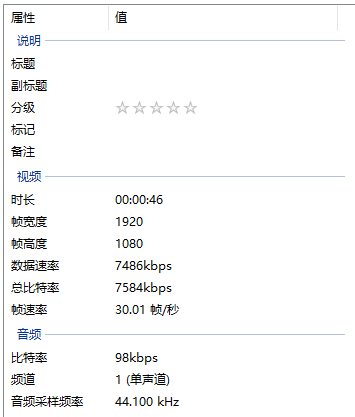 属性 值
说明
标题
副标题
分级 ☆☆☆☆☆
标记
备注
视频
时长 00:00:46
帧宽度 1920
帧高度 1080
数据速率 7486kbps
总比特率 7584kbps
帧速率 30.01 帧/秒
音频
比特率 98kbps
频道 1 (单声道)
音频采样频率 44.100 kHz